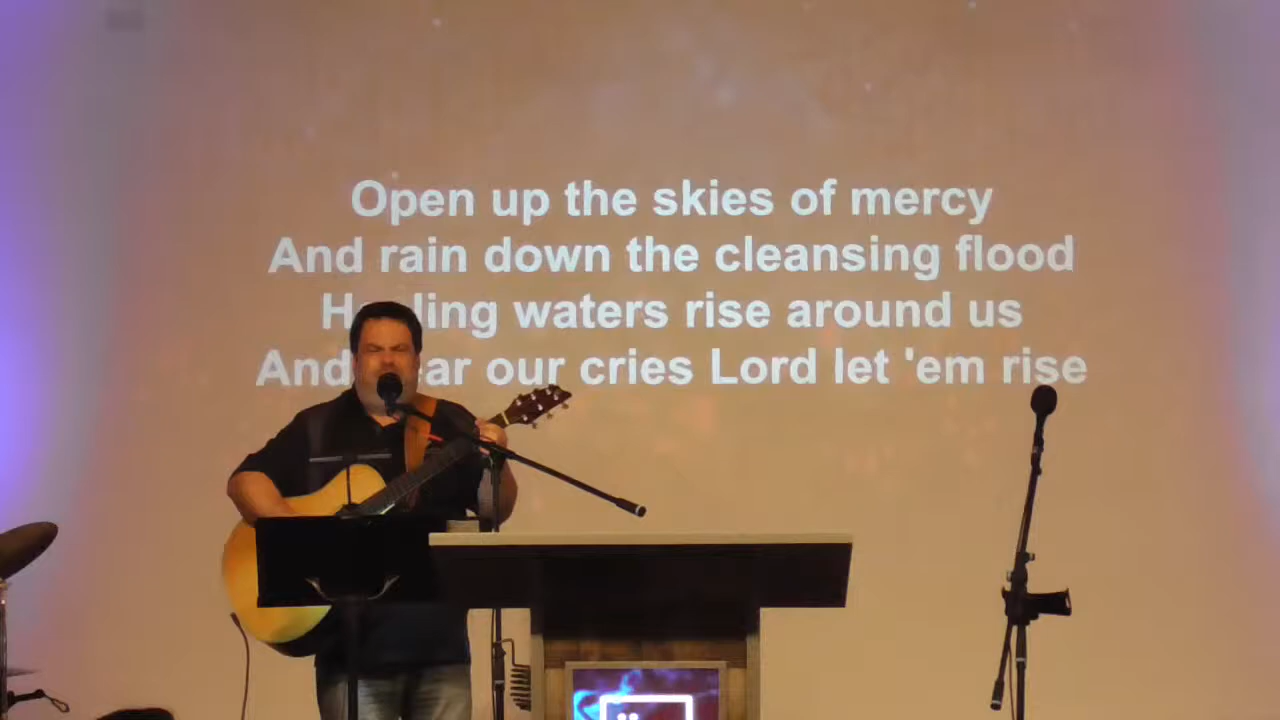 Open up the skies of mercy
And rain down the cleansing flood
waters rise around us
our cries Lord let 'em rise